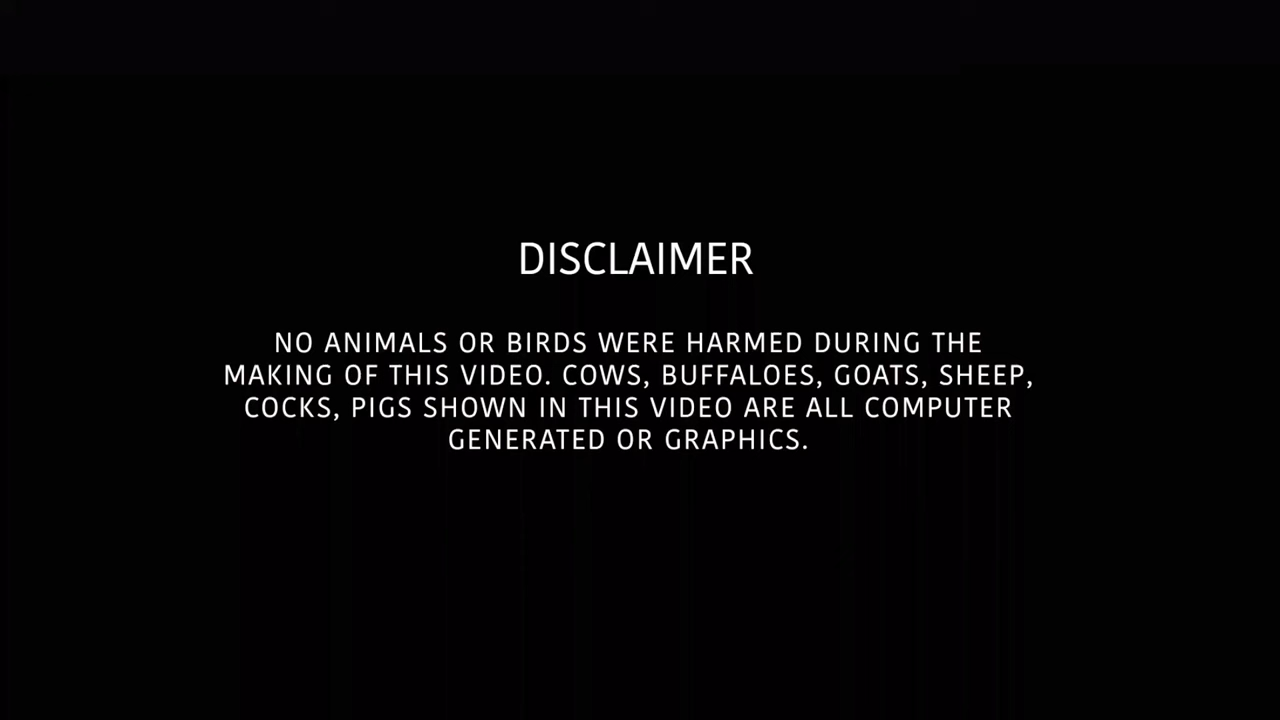 DISCLAIMER
NO ANIMALS OR BIRDS WERE HARMED DURING THE
MAKING OF THIS VIDEO. COWS, BUFFALOES, GOATS, SHEEP,
COCKS, PIGS SHOWN IN THIS VIDEO ARE ALL COMPUTER
GENERATED OR GRAPHICS.